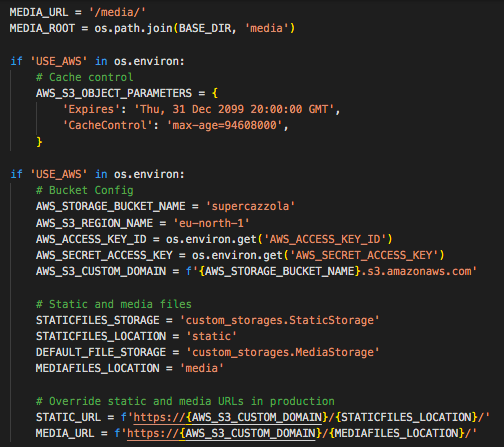 MEDIA_URL = '/media/'
MEDIA_ROOT = os.path.join(BASE_DIR, 'media')

if 'USE_AWS' in os.environ:
    # Cache control
    AWS_S3_OBJECT_PARAMETERS = {
        'Expires': 'Thu, 31 Dec 2099 20:00:00 GMT',
        'CacheControl': 'max-age=94608000',
    }

if 'USE_AWS' in os.environ:
    # Bucket Config
    AWS_STORAGE_BUCKET_NAME = 'supercazzola'
    AWS_S3_REGION_NAME = 'eu-north-1'
    AWS_ACCESS_KEY_ID = os.environ.get('AWS_ACCESS_KEY_ID')
    AWS_SECRET_ACCESS_KEY = os.environ.get('AWS_SECRET_ACCESS_KEY')
    AWS_S3_CUSTOM_DOMAIN = f'{AWS_STORAGE_BUCKET_NAME}.s3.amazonaws.com'

    # Static and media files
    STATICFILES_STORAGE = 'custom_storages.StaticStorage'
    STATICFILES_LOCATION = 'static'
    DEFAULT_FILE_STORAGE = 'custom_storages.MediaStorage'
    MEDIAFILES_LOCATION = 'media'

    # Override static and media URLs in production
    STATIC_URL = f'https://{AWS_S3_CUSTOM_DOMAIN}/{STATICFILES_LOCATION}/'
    MEDIA_URL = f'https://{AWS_S3_CUSTOM_DOMAIN}/{MEDIAFILES_LOCATION}/'